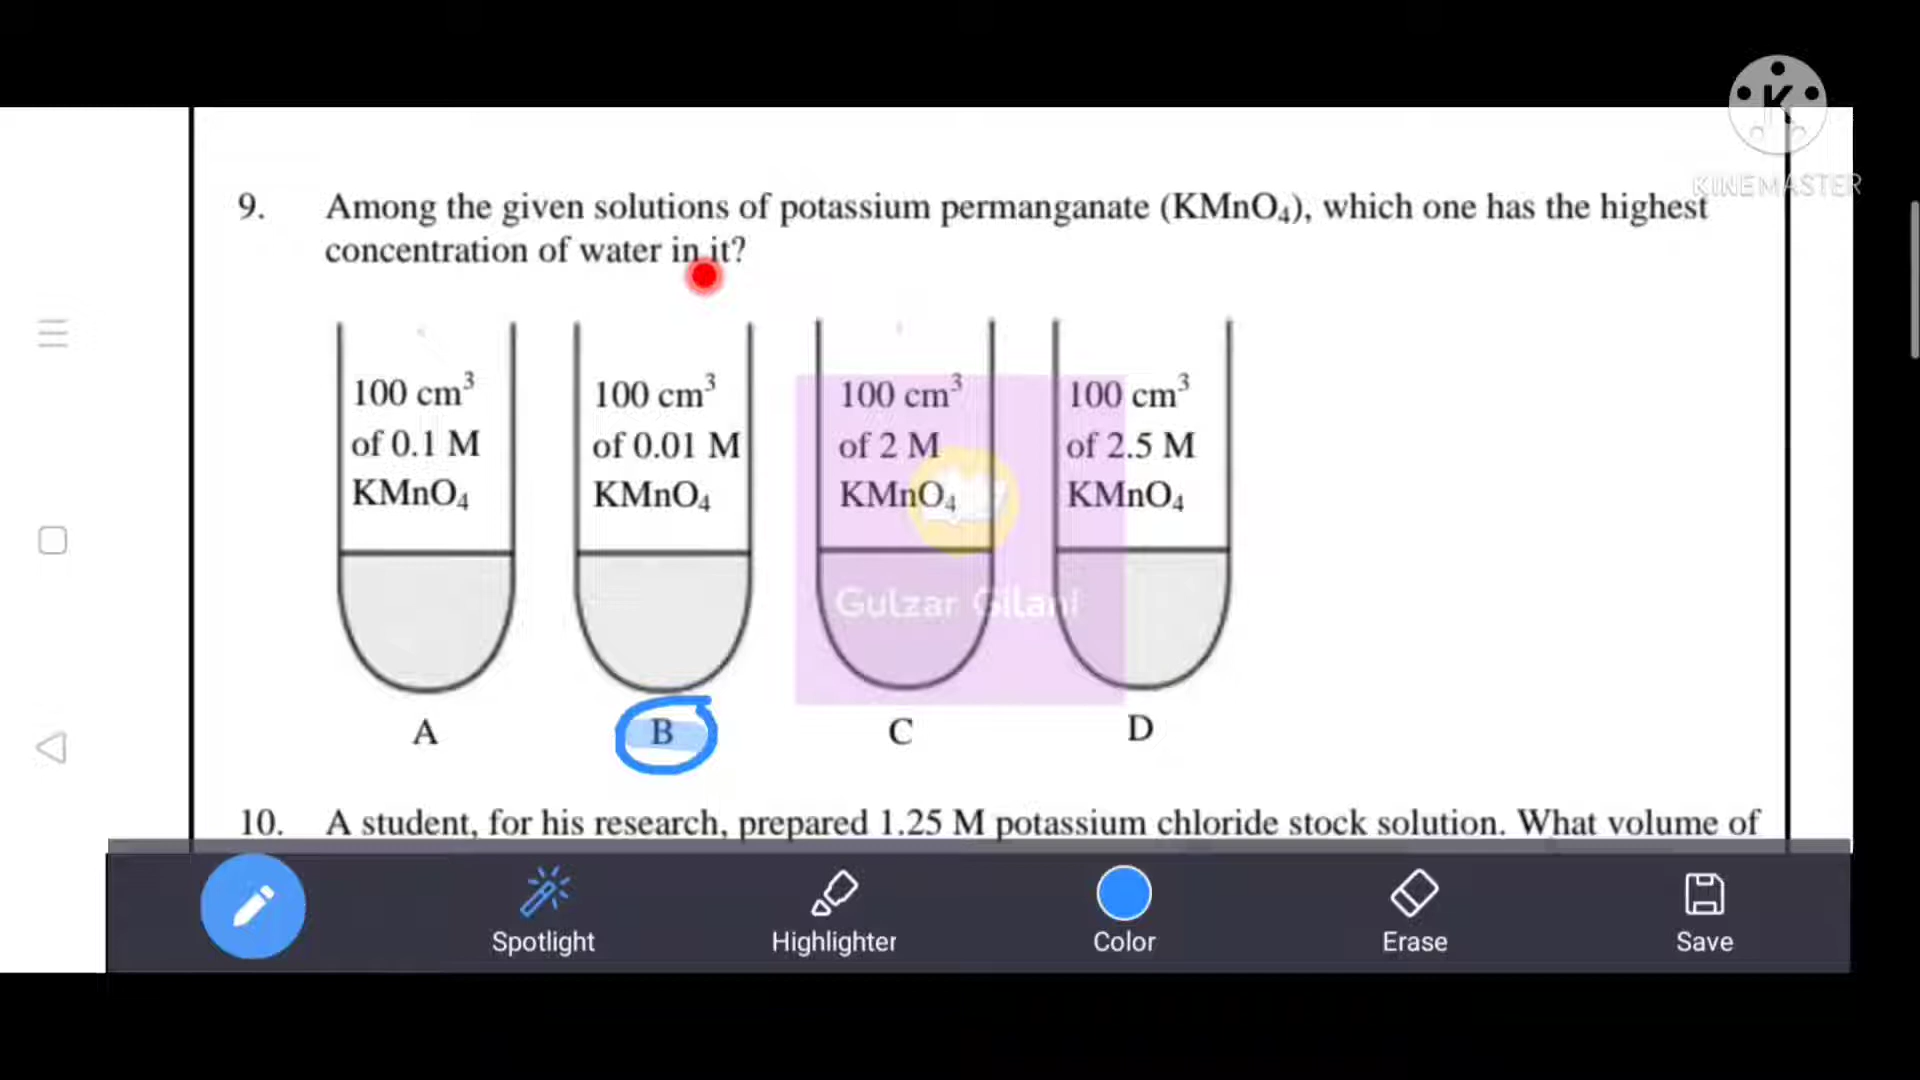 KINEMASTER
9. Among the given solutions of potassium permanganate (KMnO₄), which one has the highest
concentration of water in it?
100 cm³
of 0.1 M
KMnO₄
100 cm³
of 0.01 M
KMnO₄
100 cm³
of 2 M
KMnO₄
100 cm³
of 2.5 M
KMnO₄
Gulzar Gilani
A
B
C
D
10. A student, for his research, prepared 1.25 M potassium chloride stock solution. What volume of
Spotlight
Highlighter
Color
Erase
Save